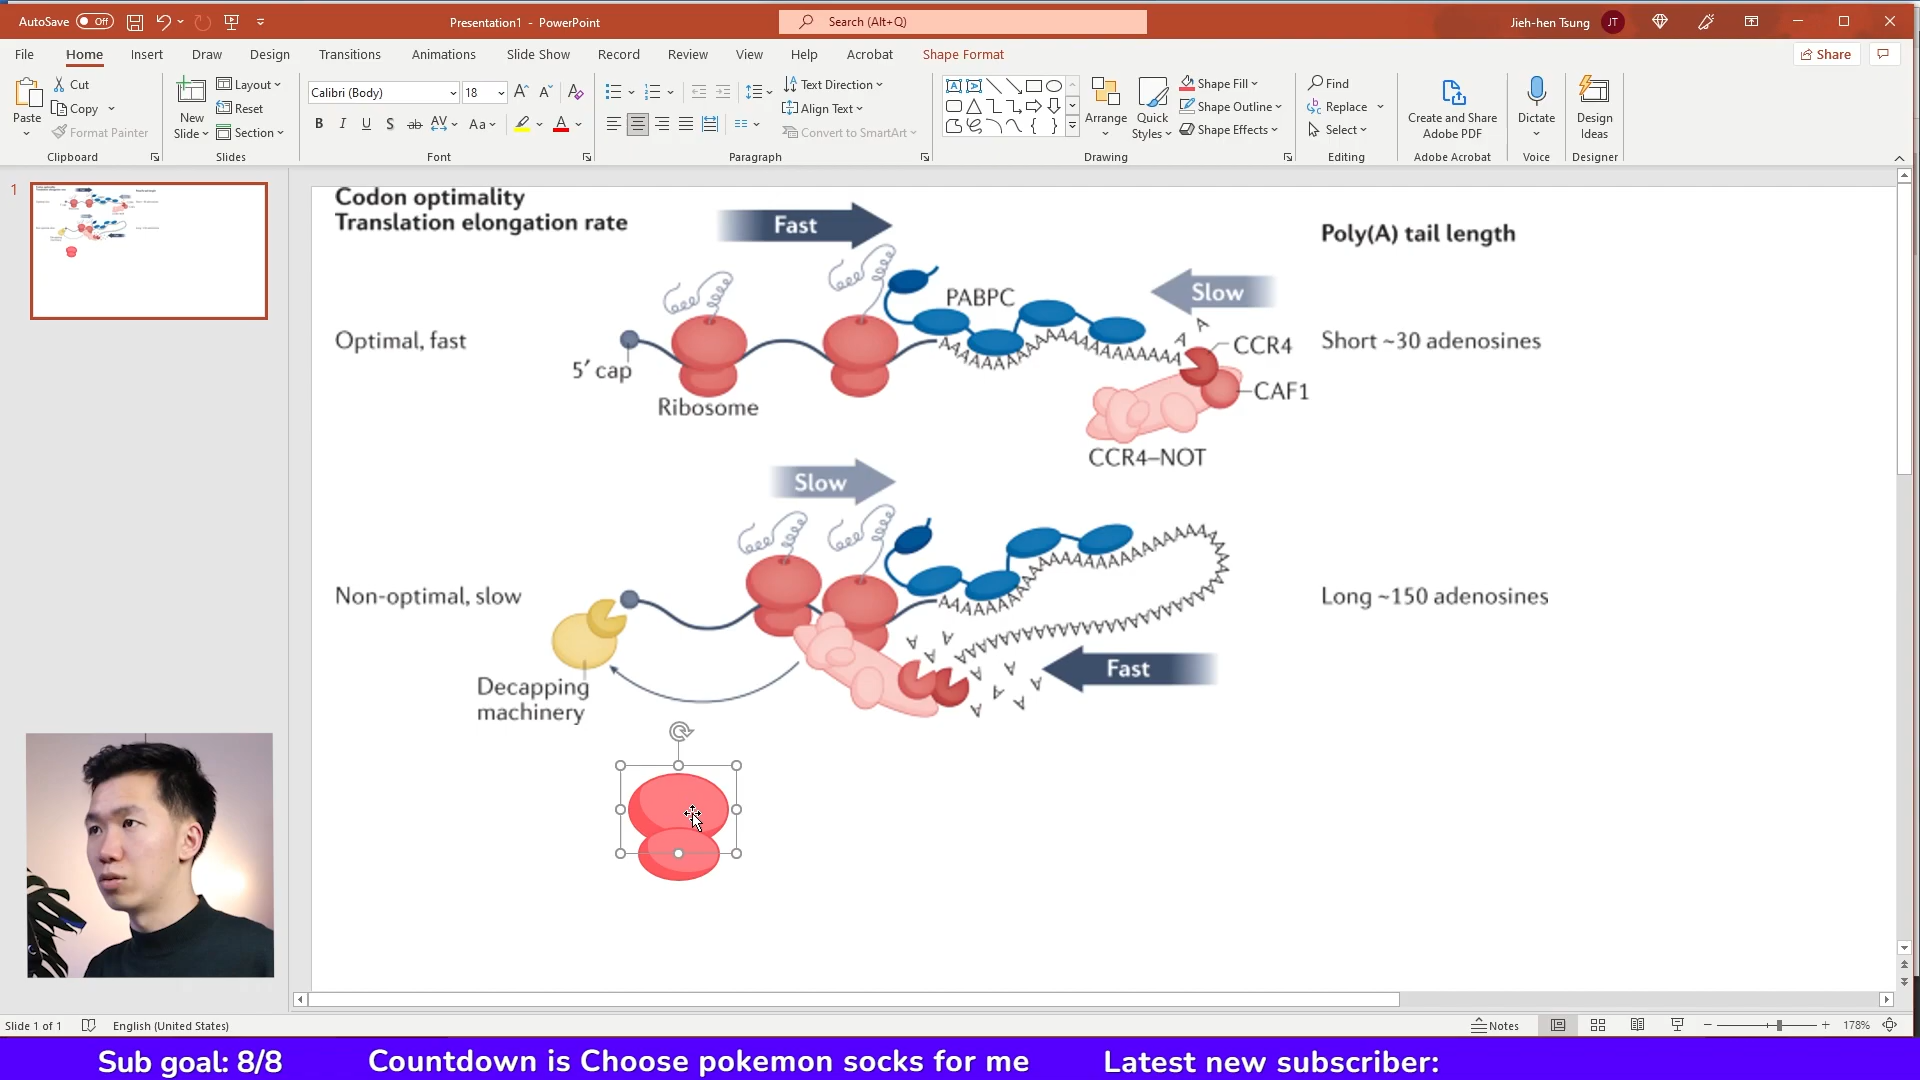 AutoSave Off
Presentation1 - PowerPoint
Search (Alt+Q)
Jieh-hen Tsung JT
File Home Insert Draw Design Transitions Animations Slide Show Record Review View Help Acrobat Shape Format
Share
Paste
Cut
Copy
Format Painter
Clipboard
New
Slide
Layout
Reset
Section
Slides
Calibri (Body) 18
B I U S ab AV Aa A
Font
Text Direction
Align Text
Convert to SmartArt
Paragraph
Arrange
Quick
Styles
Shape Fill
Shape Outline
Shape Effects
Drawing
Find
Replace
Select
Editing
Create and Share
Adobe PDF
Adobe Acrobat
Dictate
Voice
Design
Ideas
Designer
1
Codon optimality
Translation elongation rate
Fast
Poly(A) tail length
Slow
PABPC
Optimal, fast
5′ cap
Ribosome
CCR4
CAF1
CCR4–NOT
Short ~30 adenosines
Slow
Non-optimal, slow
Long ~150 adenosines
Fast
Decapping
machinery
Slide 1 of 1
English (United States)
Notes
178%
Sub goal: 8/8
Countdown is Choose pokemon socks for me
Latest new subscriber: